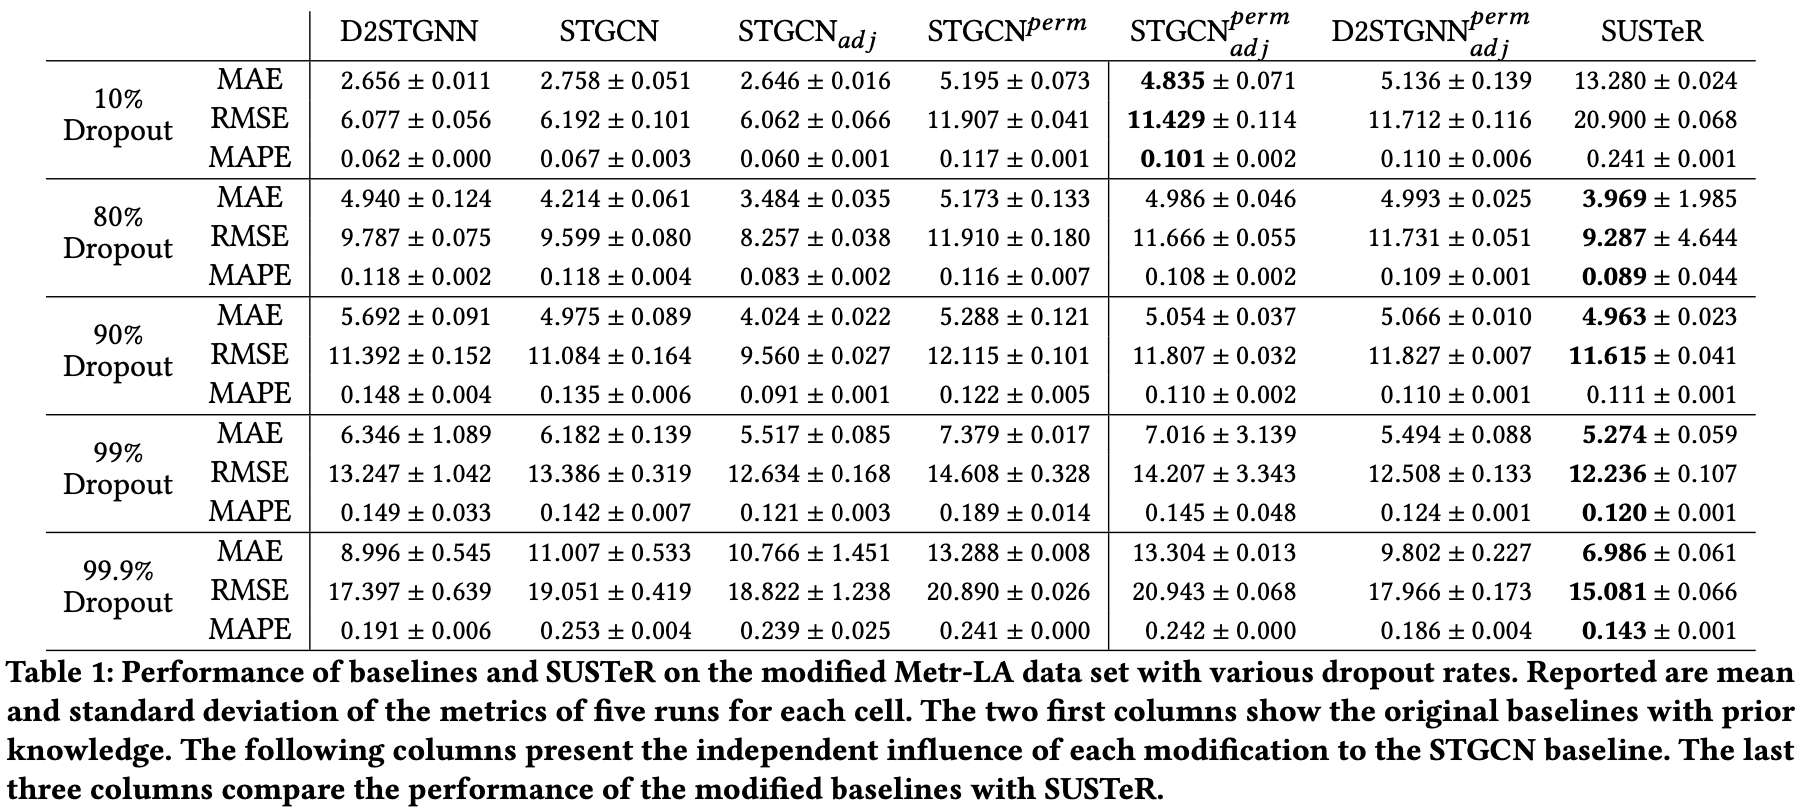 D2STGNN STGCN STGCN_adj STGCN^perm STGCN^perm_adj D2STGNN^perm_adj SUSTeR
10% Dropout
MAE 2.656 ± 0.011 2.758 ± 0.051 2.646 ± 0.016 5.195 ± 0.073 4.835 ± 0.071 5.136 ± 0.139 13.280 ± 0.024
RMSE 6.077 ± 0.056 6.192 ± 0.101 6.062 ± 0.066 11.907 ± 0.041 11.429 ± 0.114 11.712 ± 0.116 20.900 ± 0.068
MAPE 0.062 ± 0.000 0.067 ± 0.003 0.060 ± 0.001 0.117 ± 0.001 0.101 ± 0.002 0.110 ± 0.006 0.241 ± 0.001
80% Dropout
MAE 4.940 ± 0.124 4.214 ± 0.061 3.484 ± 0.035 5.173 ± 0.133 4.986 ± 0.046 4.993 ± 0.025 3.969 ± 1.985
RMSE 9.787 ± 0.075 9.599 ± 0.080 8.257 ± 0.038 11.910 ± 0.180 11.666 ± 0.055 11.731 ± 0.051 9.287 ± 4.644
MAPE 0.118 ± 0.002 0.118 ± 0.004 0.083 ± 0.002 0.116 ± 0.007 0.108 ± 0.002 0.109 ± 0.001 0.089 ± 0.044
90% Dropout
MAE 5.692 ± 0.091 4.975 ± 0.089 4.024 ± 0.022 5.288 ± 0.121 5.054 ± 0.037 5.066 ± 0.010 4.963 ± 0.023
RMSE 11.392 ± 0.152 11.084 ± 0.164 9.560 ± 0.027 12.115 ± 0.101 11.807 ± 0.032 11.827 ± 0.007 11.615 ± 0.041
MAPE 0.148 ± 0.004 0.135 ± 0.006 0.091 ± 0.001 0.122 ± 0.005 0.110 ± 0.002 0.110 ± 0.001 0.111 ± 0.001
99% Dropout
MAE 6.346 ± 1.089 6.182 ± 0.139 5.517 ± 0.085 7.379 ± 0.017 7.016 ± 3.139 5.494 ± 0.088 5.274 ± 0.059
RMSE 13.247 ± 1.042 13.386 ± 0.319 12.634 ± 0.168 14.608 ± 0.328 14.207 ± 3.343 12.508 ± 0.133 12.236 ± 0.107
MAPE 0.149 ± 0.033 0.142 ± 0.007 0.121 ± 0.003 0.189 ± 0.014 0.145 ± 0.048 0.124 ± 0.001 0.120 ± 0.001
99.9% Dropout
MAE 8.996 ± 0.545 11.007 ± 0.533 10.766 ± 1.451 13.288 ± 0.008 13.304 ± 0.013 9.802 ± 0.227 6.986 ± 0.061
RMSE 17.397 ± 0.639 19.051 ± 0.419 18.822 ± 1.238 20.890 ± 0.026 20.943 ± 0.068 17.966 ± 0.173 15.081 ± 0.066
MAPE 0.191 ± 0.006 0.253 ± 0.004 0.239 ± 0.025 0.241 ± 0.000 0.242 ± 0.000 0.186 ± 0.004 0.143 ± 0.001
Table 1: Performance of baselines and SUSTeR on the modified Metr-LA data set with various dropout rates. Reported are mean
and standard deviation of the metrics of five runs for each cell. The two first columns show the original baselines with prior
knowledge. The following columns present the independent influence of each modification to the STGCN baseline. The last
three columns compare the performance of the modified baselines with SUSTeR.